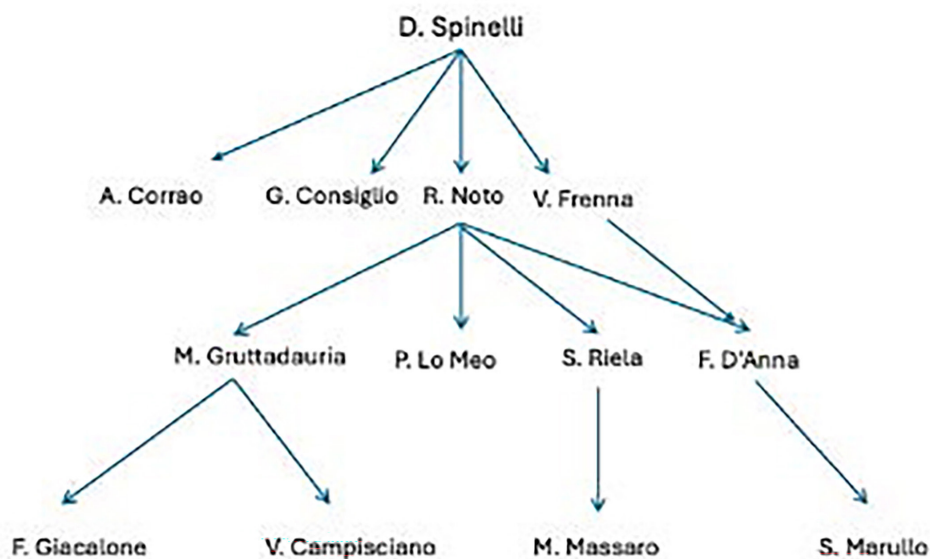 D. Spinelli
A. Corrao
G. Consiglio
R. Noto
V. Frenna
M. Gruttadauria
P. Lo Meo
S. Riela
F. D'Anna
F. Giacalone
V. Campisciano
M. Massaro
S. Marullo